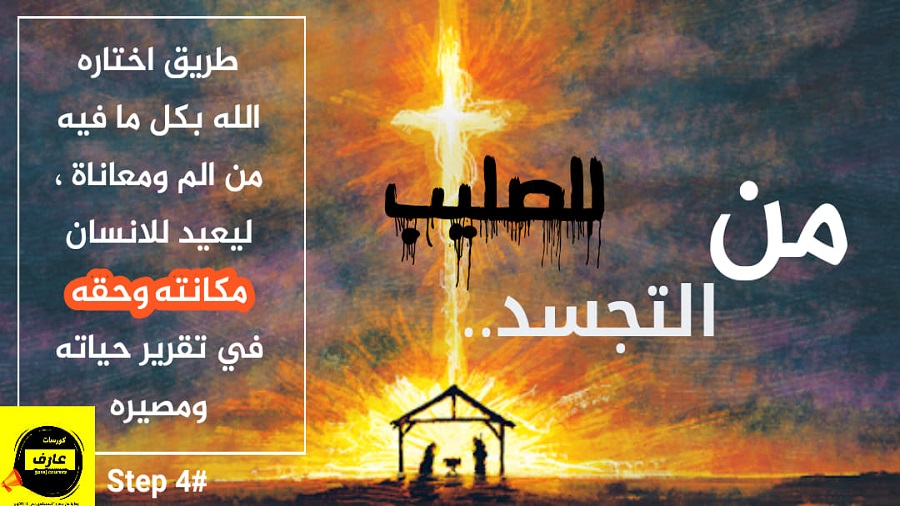 من
التجسد..
للصليب
طريق اختاره
الله بكل ما فيه
من الم ومعاناة ،
ليعيد للانسان
مكانته وحقه
في تقرير حياته
ومصيره
Step 4#
كورسات
عارف